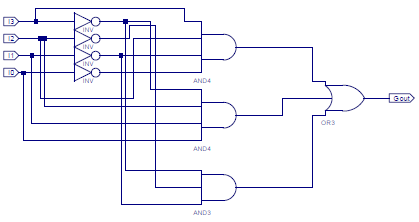 I3
I2
I1
I0
INV
INV
INV
INV
AND4
AND4
AND3
OR3
Gout